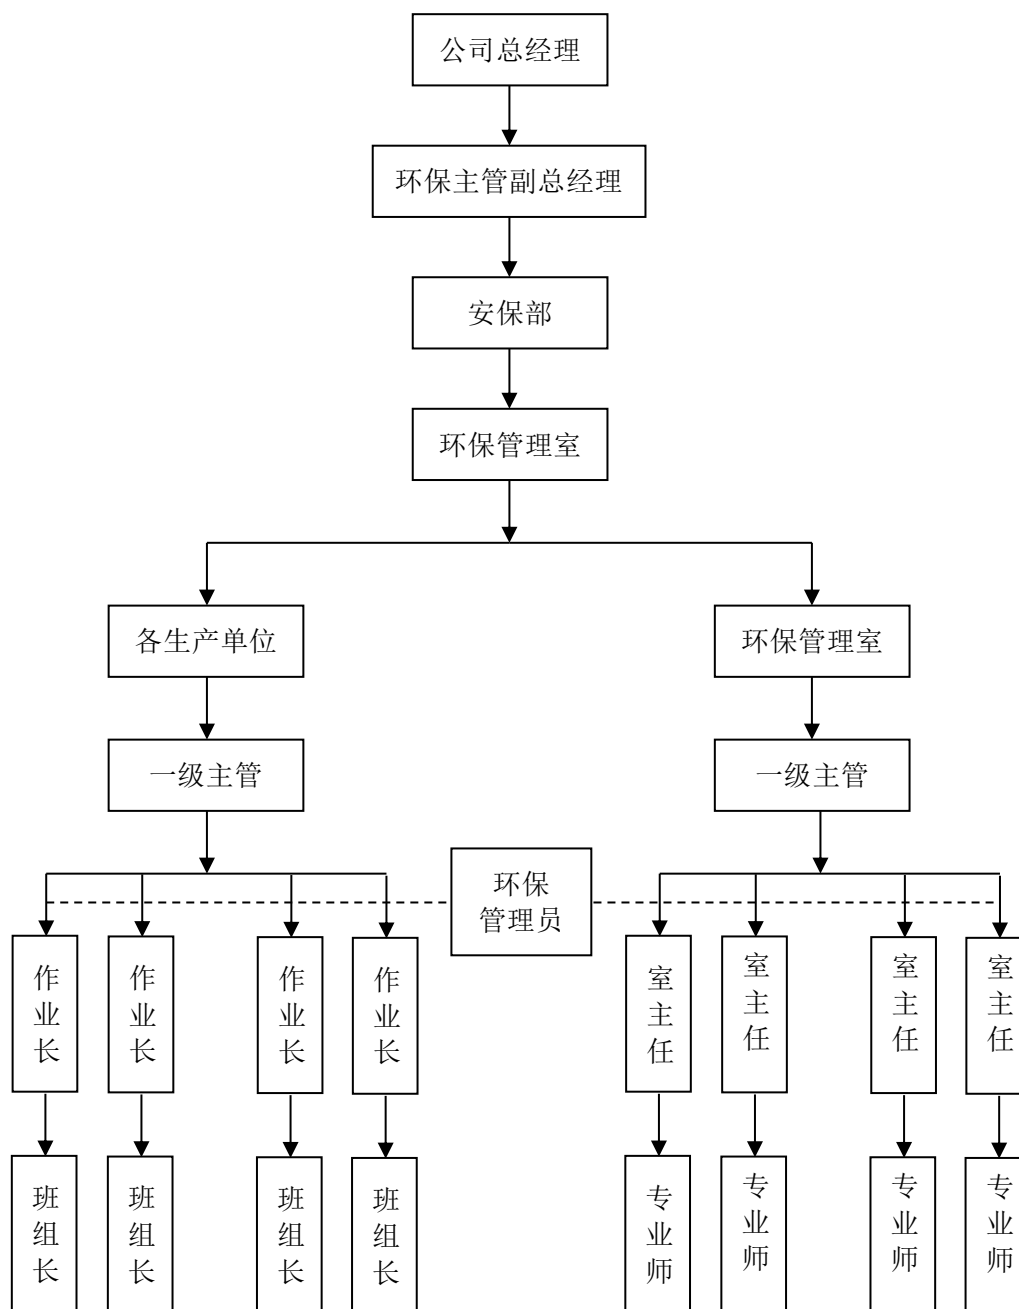 公司总经理
环保主管副总经理
安保部
环保管理室
各生产单位
环保管理室
一级主管
一级主管
环保
管理员
作业长
作业长
作业长
作业长
室主任
室主任
室主任
室主任
班组长
班组长
班组长
班组长
专业师
专业师
专业师
专业师